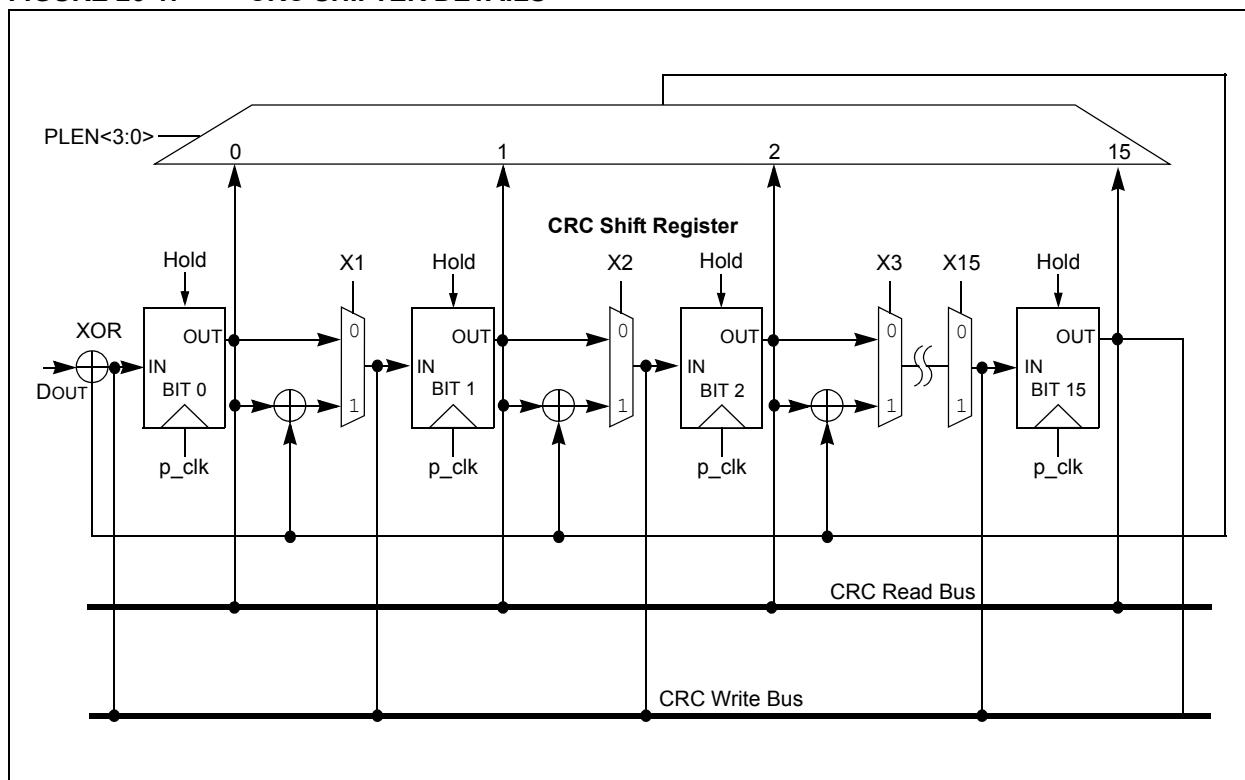 PLEN<3:0>
0 1 2 15
CRC Shift Register
Hold X1 Hold X2 Hold X3 X15 Hold
XOR OUT 0 OUT 0 OUT 0 0 OUT
DOUT IN IN IN IN
BIT 0 1 BIT 1 1 BIT 2 1 1 BIT 15
p_clk p_clk p_clk p_clk
CRC Read Bus
CRC Write Bus